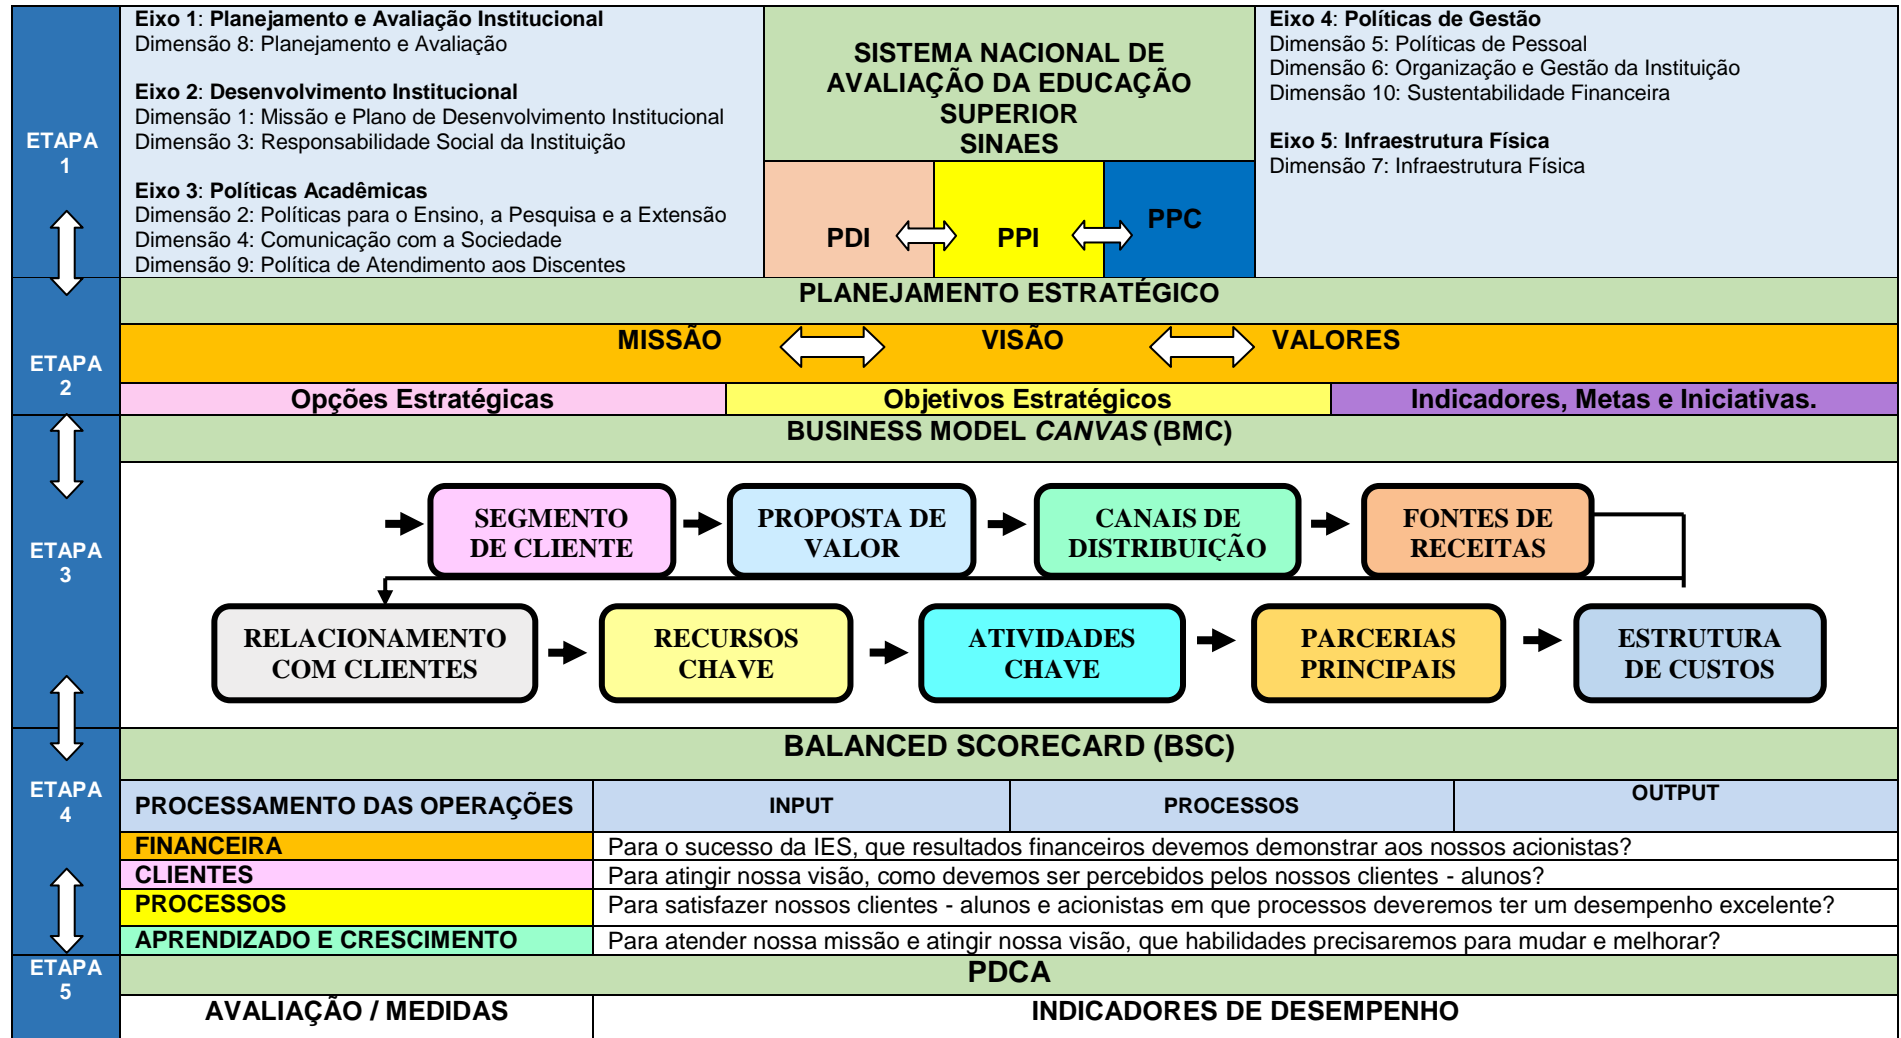 ETAPA
1
Eixo 1: Planejamento e Avaliação Institucional
Dimensão 8: Planejamento e Avaliação
Eixo 2: Desenvolvimento Institucional
Dimensão 1: Missão e Plano de Desenvolvimento Institucional
Dimensão 3: Responsabilidade Social da Instituição
Eixo 3: Políticas Acadêmicas
Dimensão 2: Políticas para o Ensino, a Pesquisa e a Extensão
Dimensão 4: Comunicação com a Sociedade
Dimensão 9: Política de Atendimento aos Discentes
SISTEMA NACIONAL DE
AVALIAÇÃO DA EDUCAÇÃO
SUPERIOR
SINAES
PDI
PPI
PPC
Eixo 4: Políticas de Gestão
Dimensão 5: Políticas de Pessoal
Dimensão 6: Organização e Gestão da Instituição
Dimensão 10: Sustentabilidade Financeira
Eixo 5: Infraestrutura Física
Dimensão 7: Infraestrutura Física
ETAPA
2
PLANEJAMENTO ESTRATÉGICO
MISSÃO
VISÃO
VALORES
Opções Estratégicas
Objetivos Estratégicos
Indicadores, Metas e Iniciativas.
ETAPA
3
BUSINESS MODEL CANVAS (BMC)
SEGMENTO
DE CLIENTE
PROPOSTA DE
VALOR
CANAIS DE
DISTRIBUIÇÃO
FONTES DE
RECEITAS
RELACIONAMENTO
COM CLIENTES
RECURSOS
CHAVE
ATIVIDADES
CHAVE
PARCERIAS
PRINCIPAIS
ESTRUTURA
DE CUSTOS
ETAPA
4
BALANCED SCORECARD (BSC)
PROCESSAMENTO DAS OPERAÇÕES
INPUT
PROCESSOS
OUTPUT
FINANCEIRA
Para o sucesso da IES, que resultados financeiros devemos demonstrar aos nossos acionistas?
CLIENTES
Para atingir nossa visão, como devemos ser percebidos pelos nossos clientes - alunos?
PROCESSOS
Para satisfazer nossos clientes - alunos e acionistas em que processos deveremos ter um desempenho excelente?
APRENDIZADO E CRESCIMENTO
Para atender nossa missão e atingir nossa visão, que habilidades precisaremos para mudar e melhorar?
ETAPA
5
PDCA
AVALIAÇÃO / MEDIDAS
INDICADORES DE DESEMPENHO